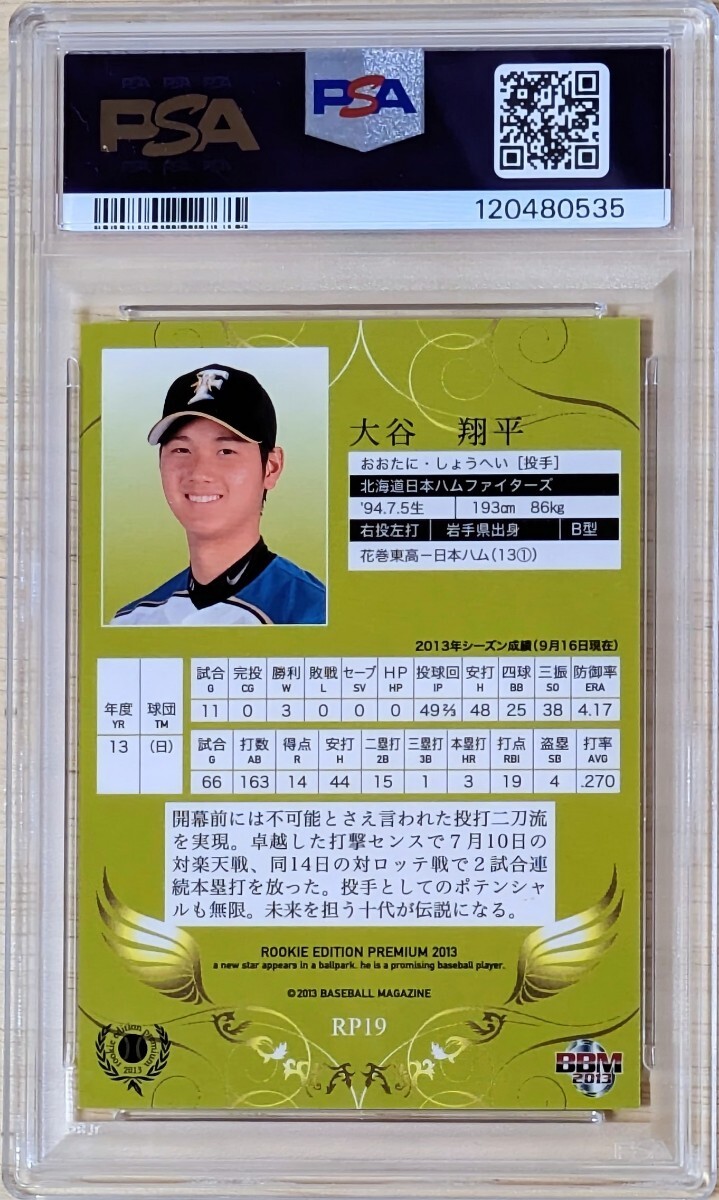 PSA PSA PSA
PSA
PSA PSA PSA
PSA
120480535
F
大谷 翔平
おおたに・しょうへい [投手]
北海道日本ハムファイターズ
'94.7.5生 193㎝ 86㎏
右投左打 岩手県出身 B型
花巻東高－日本ハム(13①)
2013年シーズン成績(9月16日現在)
年度 YR 球団 TM
13 (日)
試合 完投 勝利 敗戦 セーブ HP 投球回 安打 四球 三振 防御率
G CG W L SV HP IP H BB SO ERA
11 0 3 0 0 0 49⅔ 48 25 38 4.17
試合 打数 得点 安打 二塁打 三塁打 本塁打 打点 盗塁 打率
G AB R H 2B 3B HR RBI SB AVG
66 163 14 44 15 1 3 19 4 .270
開幕前には不可能とさえ言われた投打二刀流
を実現。卓越した打撃センスで7月10日の
対楽天戦、同14日の対ロッテ戦で2試合連
続本塁打を放った。投手としてのポテンシャ
ルも無限。未来を担う十代が伝説になる。
ROOKIE EDITION PREMIUM 2013
a new star appears in a ballpark. he is a promising baseball player.
©2013 BASEBALL MAGAZINE
RP19
rookie edition premium
2013
BBM
2013